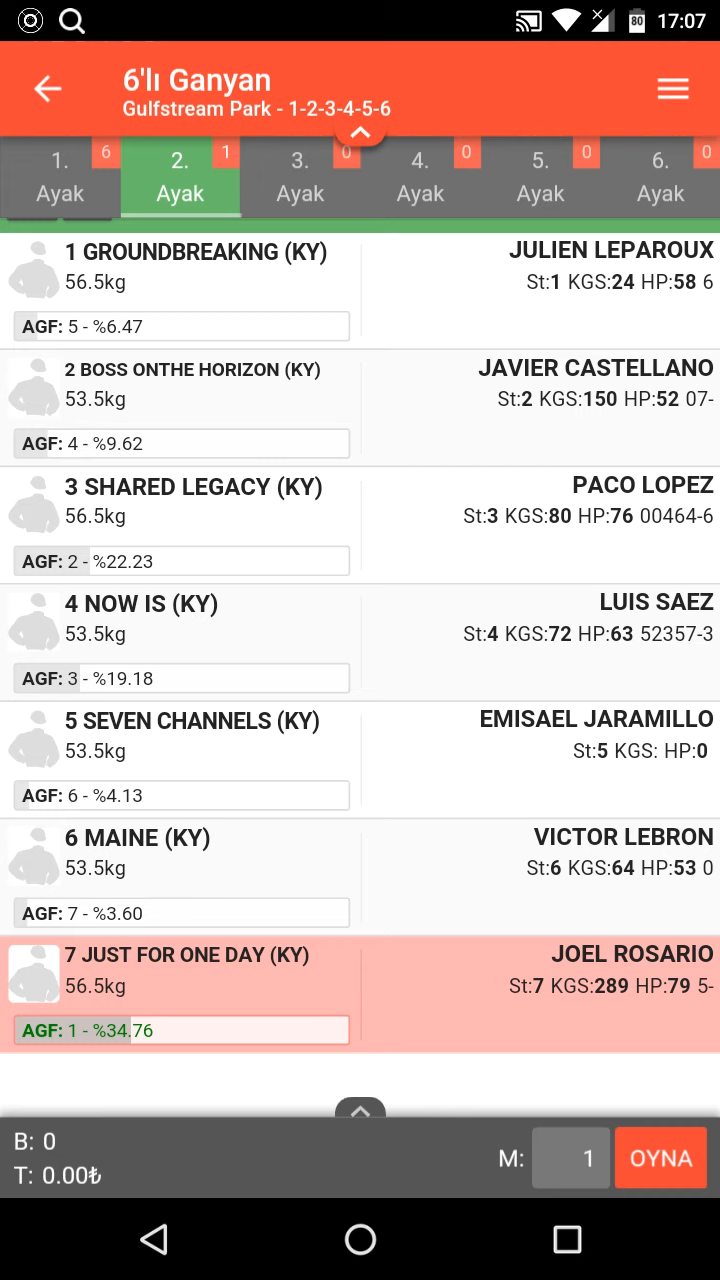 80 17:07
6'lı Ganyan
Gulfstream Park - 1-2-3-4-5-6
1. 6 2. 1 3. 0 4. 0 5. 0 6. 0
Ayak Ayak Ayak Ayak Ayak Ayak
1 GROUNDBREAKING (KY) JULIEN LEPAROUX
56.5kg St:1 KGS:24 HP:58 6
AGF: 5 - %6.47
2 BOSS ONTHE HORIZON (KY) JAVIER CASTELLANO
53.5kg St:2 KGS:150 HP:52 07-
AGF: 4 - %9.62
3 SHARED LEGACY (KY) PACO LOPEZ
56.5kg St:3 KGS:80 HP:76 00464-6
AGF: 2 - %22.23
4 NOW IS (KY) LUIS SAEZ
53.5kg St:4 KGS:72 HP:63 52357-3
AGF: 3 - %19.18
5 SEVEN CHANNELS (KY) EMISAEL JARAMILLO
53.5kg St:5 KGS: HP:0
AGF: 6 - %4.13
6 MAINE (KY) VICTOR LEBRON
53.5kg St:6 KGS:64 HP:53 0
AGF: 7 - %3.60
7 JUST FOR ONE DAY (KY) JOEL ROSARIO
56.5kg St:7 KGS:289 HP:79 5-
AGF: 1 - %34.76
B: 0
T: 0.00₺ M: 1 OYNA